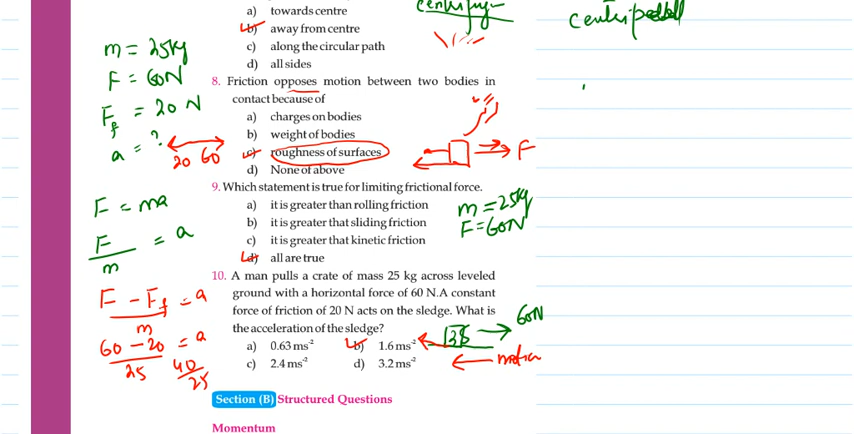 a) towards centre
b) away from centre
c) along the circular path
d) all sides
8. Friction opposes motion between two bodies in
contact because of
a) charges on bodies
b) weight of bodies
c) roughness of surfaces
d) None of above
9. Which statement is true for limiting frictional force.
a) it is greater than rolling friction
b) it is greater that sliding friction
c) it is greater that kinetic friction
d) all are true
10. A man pulls a crate of mass 25 kg across leveled
ground with a horizontal force of 60 N.A constant
force of friction of 20 N acts on the sledge. What is
the acceleration of the sledge?
a) 0.63 ms⁻² b) 1.6 ms⁻²
c) 2.4 ms⁻² d) 3.2 ms⁻²
Section (B) Structured Questions
Momentum
m = 25kg
F = 60N
Ff = 20 N
a = ?
20 60
F = ma
F/m = a
F - Ff / m = a
60 - 20 / 25 = a
40/25
F
m = 25kg
F = 60N
60N